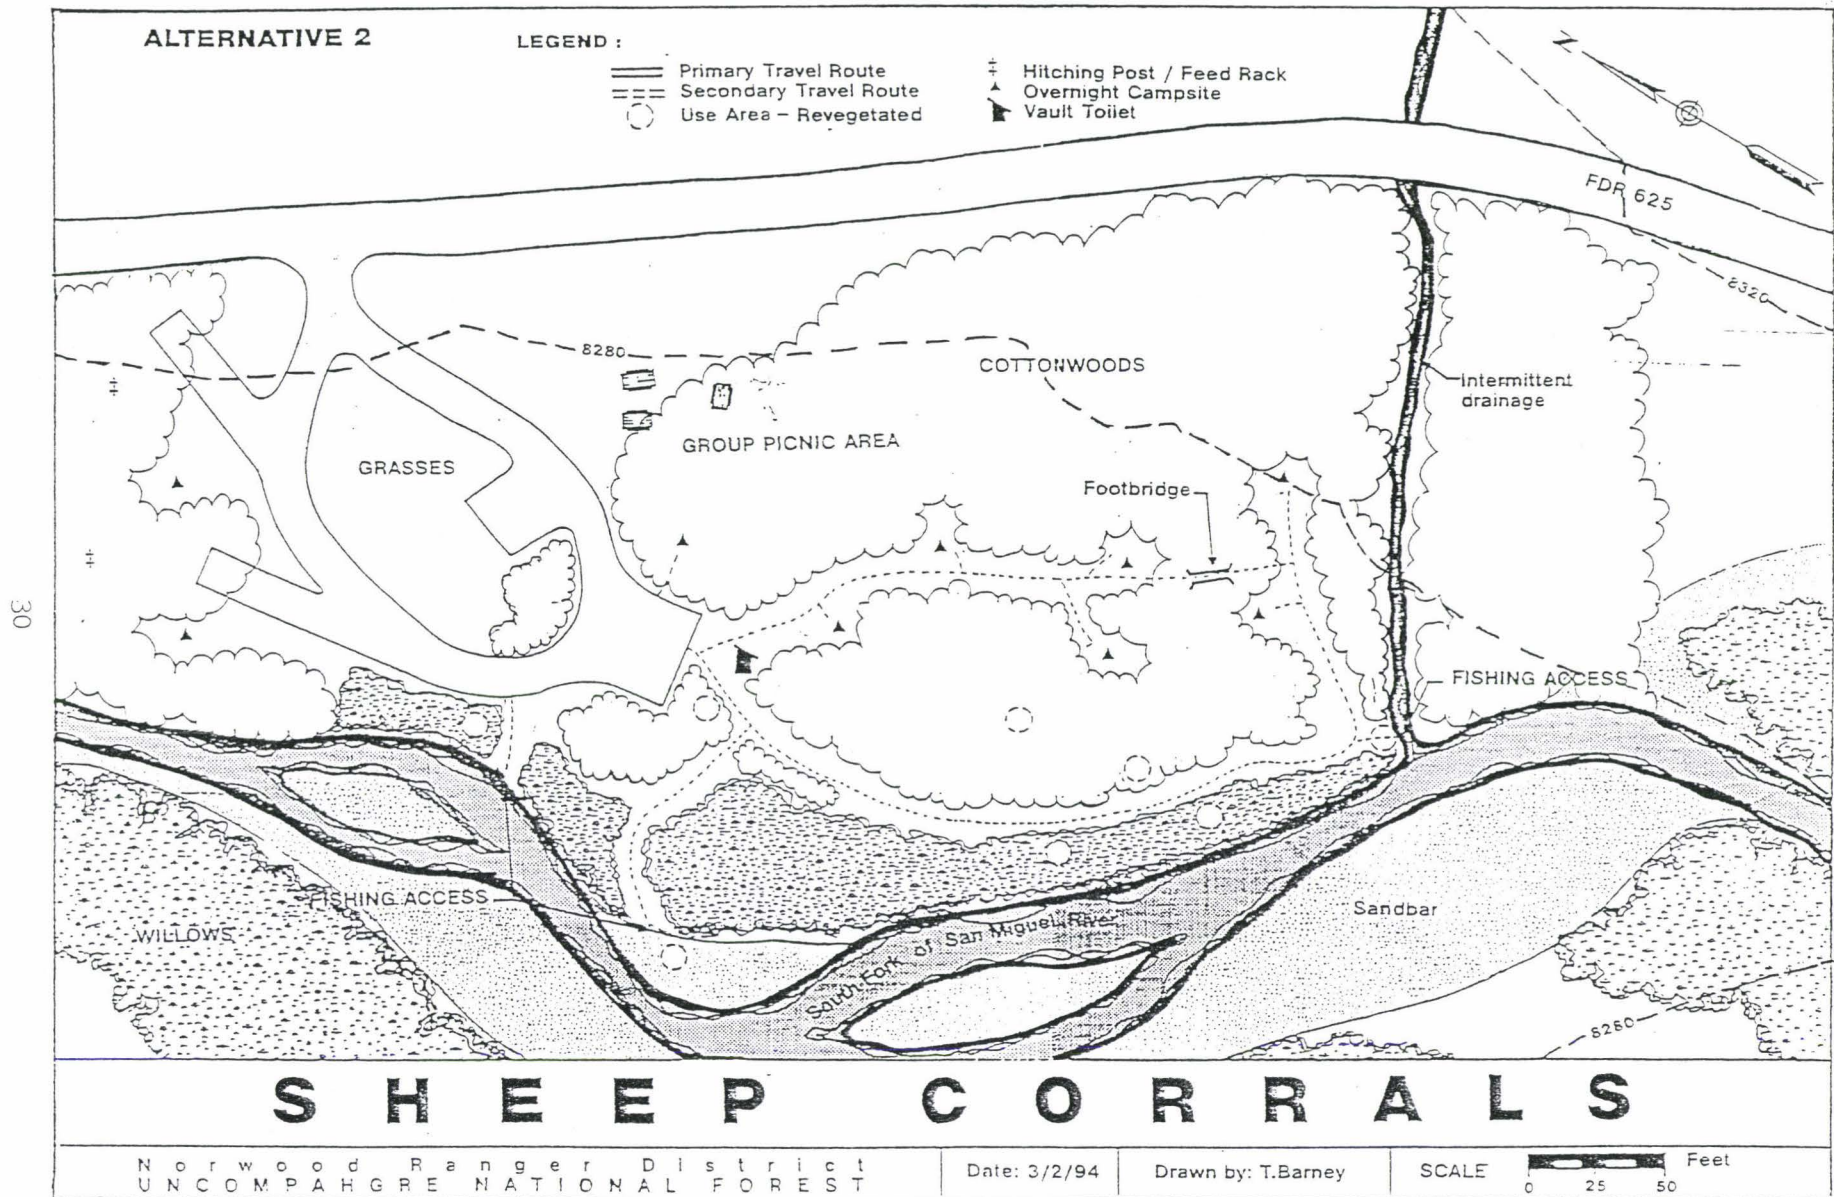 ALTERNATIVE 2
LEGEND :
Primary Travel Route
Secondary Travel Route
Use Area - Revegetated
Hitching Post / Feed Rack
Overnight Campsite
Vault Toilet
N
FDR 625
8320
8280
COTTONWOODS
Intermittent
drainage
GROUP PICNIC AREA
GRASSES
Footbridge
30
FISHING ACCESS
FISHING ACCESS
WILLOWS
Sandbar
South Fork of San Miguel River
8280
SHEEP CORRALS
Norwood Ranger District
UNCOMPAHGRE NATIONAL FOREST
Date: 3/2/94
Drawn by: T.Barney
SCALE
Feet
0 25 50